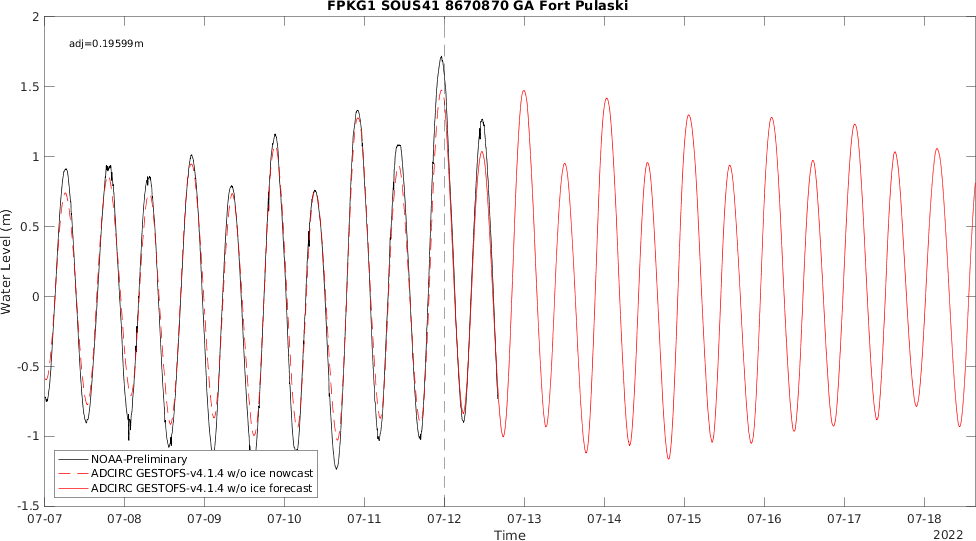 FPKG1 SOUS41 8670870 GA Fort Pulaski
adj=0.19599m
Water Level (m)
2
1.5
1
0.5
0
-0.5
-1
-1.5
NOAA-Preliminary
ADCIRC GESTOFS-v4.1.4 w/o ice nowcast
ADCIRC GESTOFS-v4.1.4 w/o ice forecast
07-07 07-08 07-09 07-10 07-11 07-12 07-13 07-14 07-15 07-16 07-17 07-18
Time
2022